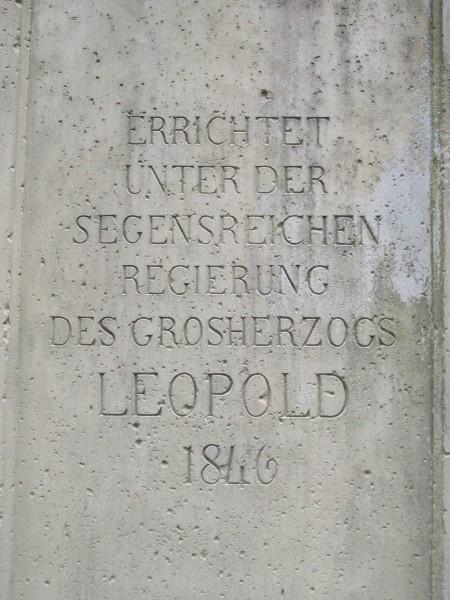 ERRICHTET
UNTER DER
SEGENSREICHEN
REGIERUNG
DES GROSHERZOGS
LEOPOLD
1846